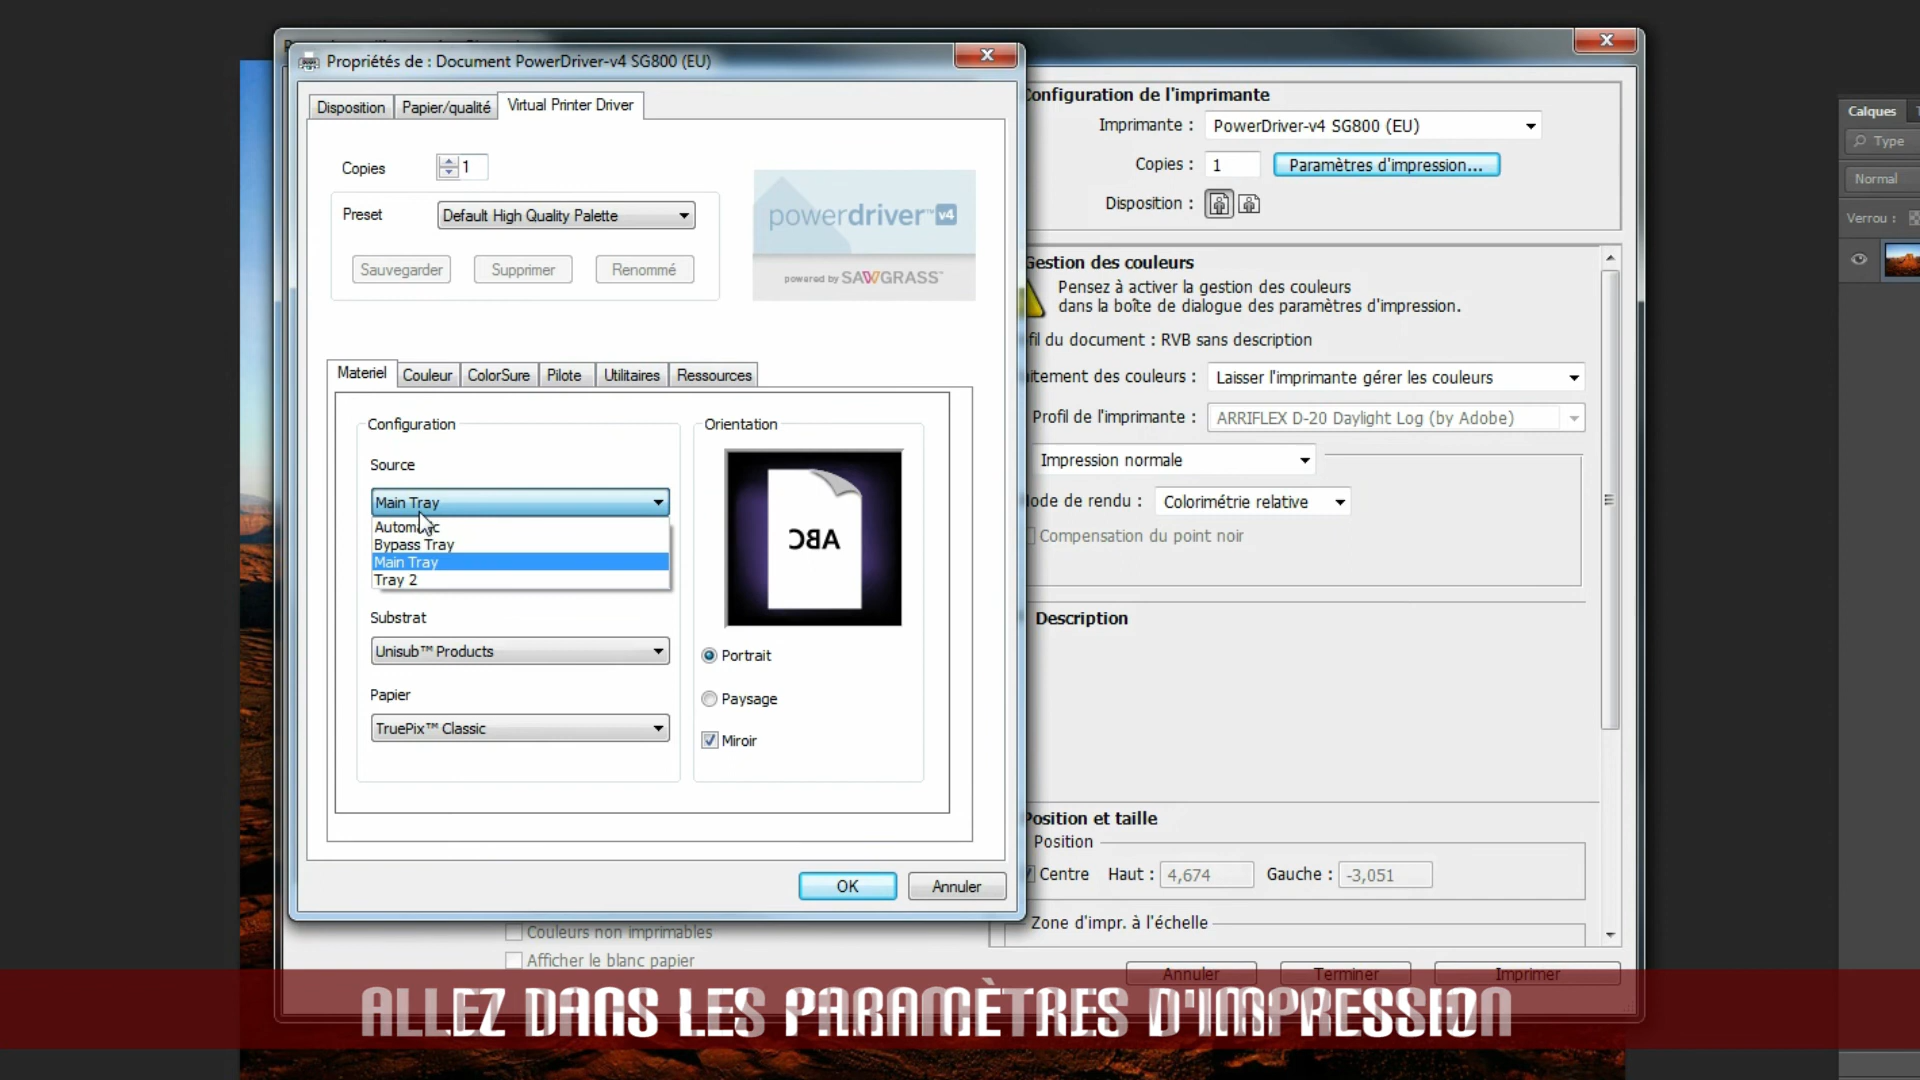 Propriétés de : Document PowerDriver-v4 SG800 (EU)
Disposition
Papier/qualité
Virtual Printer Driver
Copies
1
Preset
Default High Quality Palette
Sauvegarder
Supprimer
Renommé
powerdriver™ v4
powered by SAWGRASS™
Materiel
Couleur
ColorSure
Pilote
Utilitaires
Ressources
Configuration
Source
Main Tray
Automatic
Bypass Tray
Main Tray
Tray 2
Substrat
Unisub™ Products
Papier
TruePix™ Classic
Orientation
ABC
Portrait
Paysage
Miroir
OK
Annuler
Configuration de l'imprimante
Imprimante :
PowerDriver-v4 SG800 (EU)
Copies :
1
Paramètres d'impression...
Disposition :
Gestion des couleurs
Pensez à activer la gestion des couleurs
dans la boîte de dialogue des paramètres d'impression.
fil du document : RVB sans description
itement des couleurs :
Laisser l'imprimante gérer les couleurs
Profil de l'imprimante :
ARRIFLEX D-20 Daylight Log (by Adobe)
Impression normale
ode de rendu :
Colorimétrie relative
Compensation du point noir
Description
Position et taille
Position
Centre
Haut :
4,674
Gauche :
-3,051
Zone d'impr. à l'échelle
Couleurs non imprimables
Afficher le blanc papier
Annuler
Terminer
Imprimer
Calques
Type
Normal
Verrou :
ALLEZ DANS LES PARAMÈTRES D'IMPRESSION